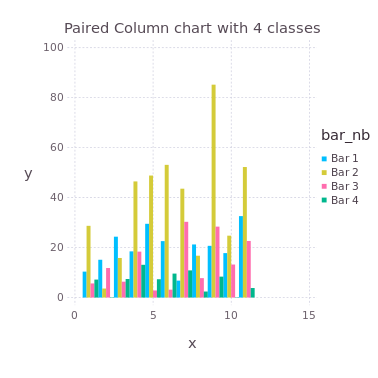 Paired Column chart with 4 classes
100
80
60
40
20
0
y
0 5 10 15
x
bar_nb
Bar 1
Bar 2
Bar 3
Bar 4